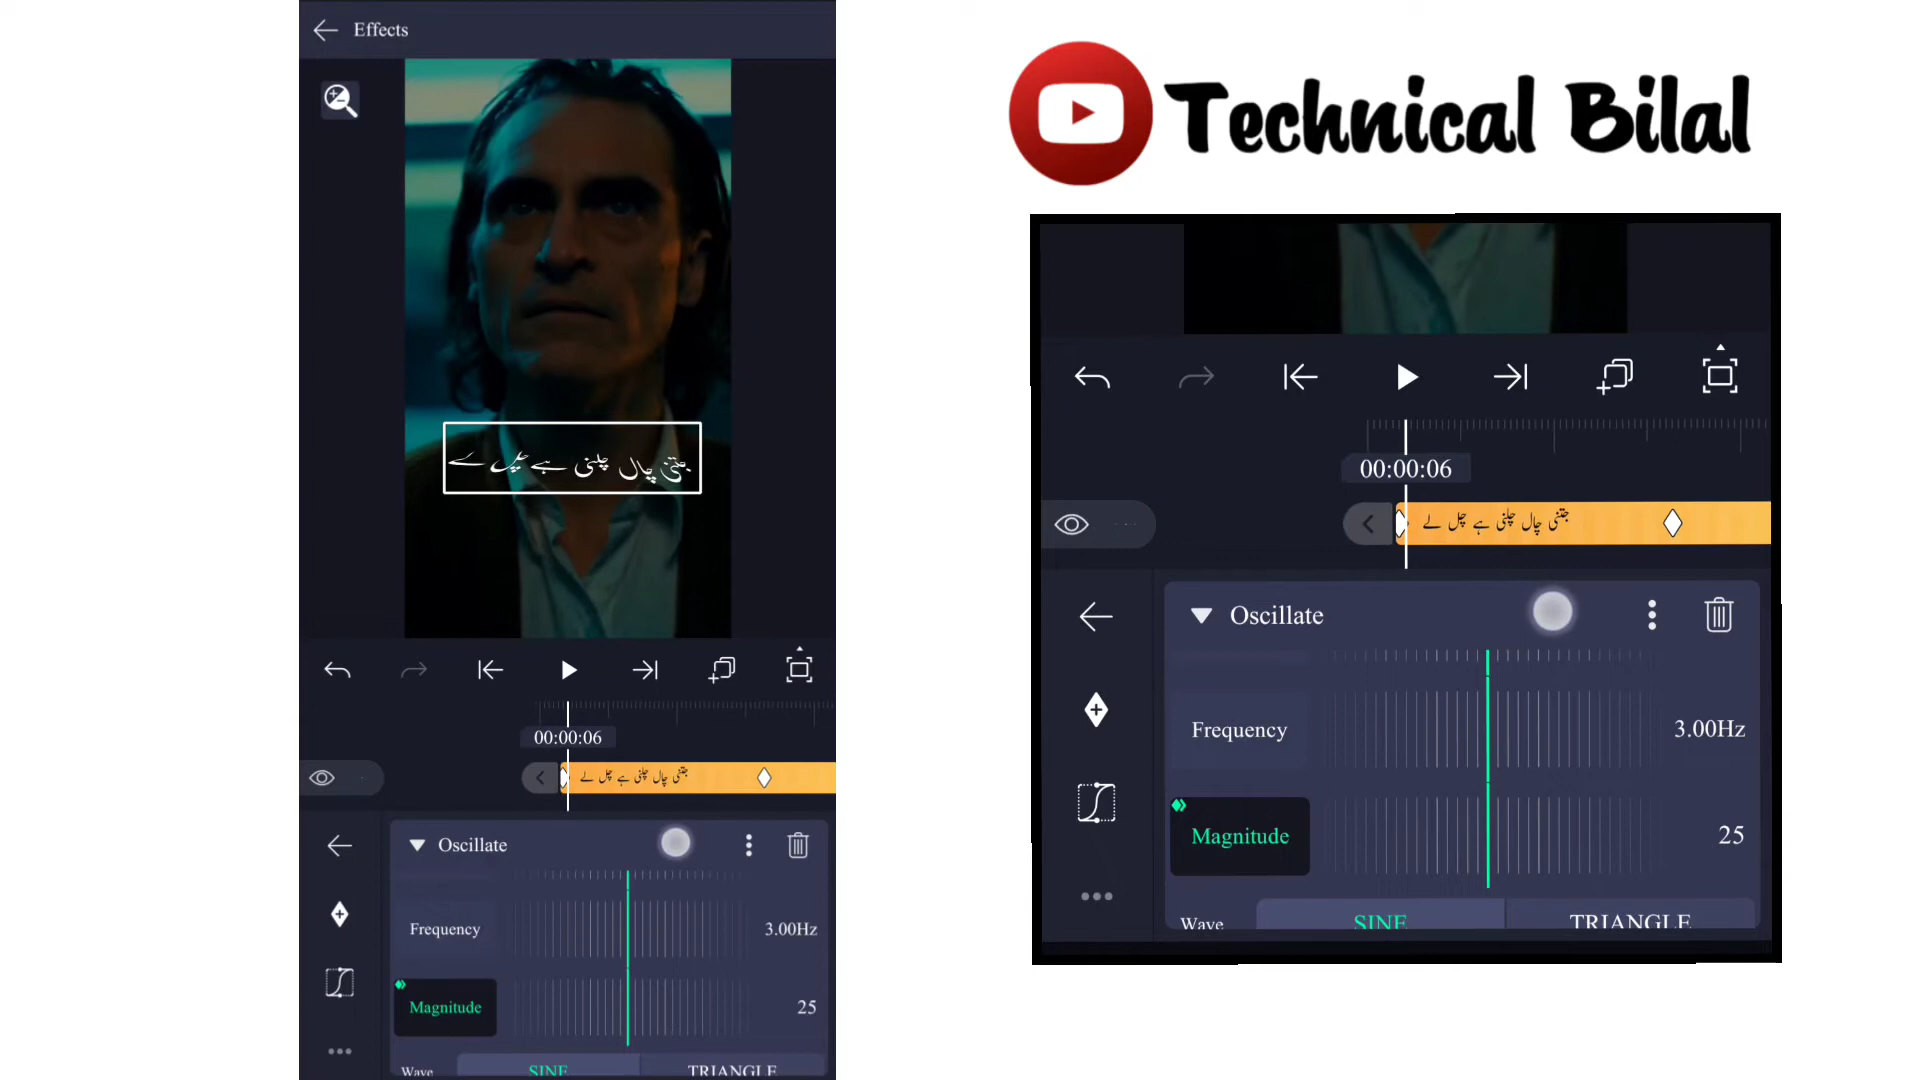 Effects
جتنی چال چلنی ہے چل لے
00:00:06
جتنی چال چلنی ہے چل لے
Oscillate
Frequency
3.00Hz
Magnitude
25
Wave
SINE
TRIANGLE
Technical Bilal
00:00:06
جتنی چال چلنی ہے چل لے
Oscillate
Frequency
3.00Hz
Magnitude
25
Wave
SINE
TRIANGLE